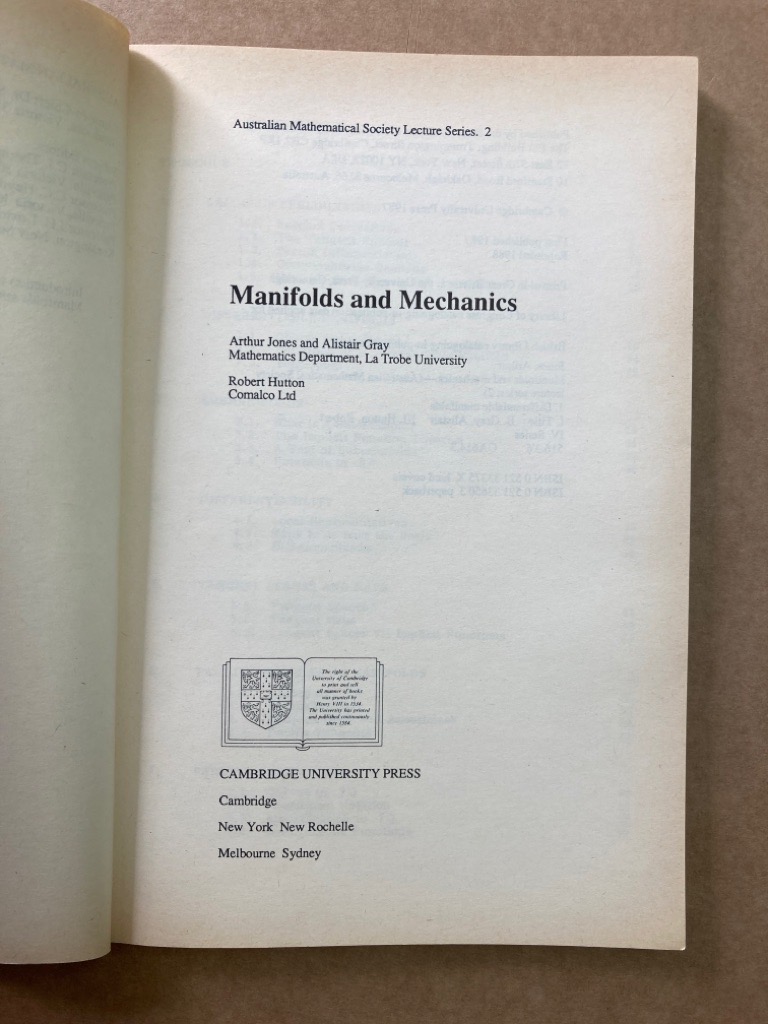 Australian Mathematical Society Lecture Series. 2
Manifolds and Mechanics
Arthur Jones and Alistair Gray
Mathematics Department, La Trobe University
Robert Hutton
Comalco Ltd
The right of the
University of Cambridge
to print and sell
all manner of books
was granted by
Henry VIII in 1534.
The University has printed
and published continuously
since 1584.
CAMBRIDGE UNIVERSITY PRESS
Cambridge
New York New Rochelle
Melbourne Sydney